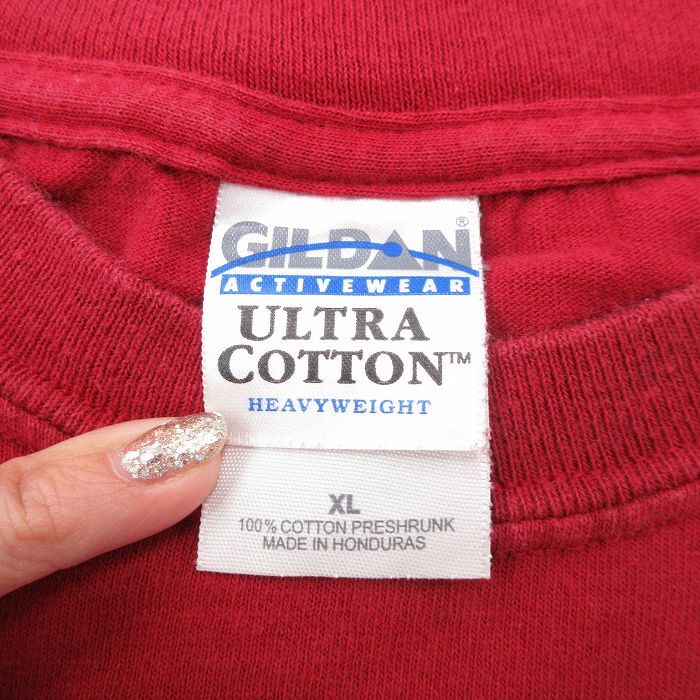 GILDAN®
ACTIVEWEAR
ULTRA
COTTON™
HEAVYWEIGHT
XL
100% COTTON PRESHRUNK
MADE IN HONDURAS